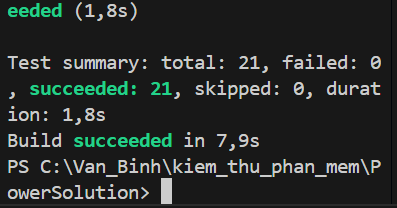 eeded (1,8s)
Test summary: total: 21, failed: 0
, succeeded: 21, skipped: 0, durat
ion: 1,8s
Build succeeded in 7,9s
PS C:\Van_Binh\kiem_thu_phan_mem\P
owerSolution>